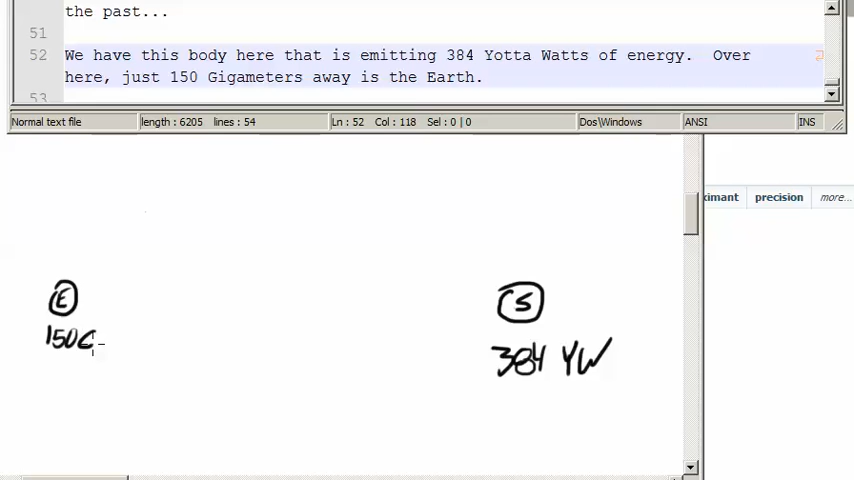 the past...
51
52 We have this body here that is emitting 384 Yotta Watts of energy.  Over
here, just 150 Gigameters away is the Earth.
53
Normal text file length: 6205 lines: 54 Ln: 52 Col: 118 Sel: 0 | 0 Dos\Windows ANSI INS
ximant precision more...
E S
150G
384 YW